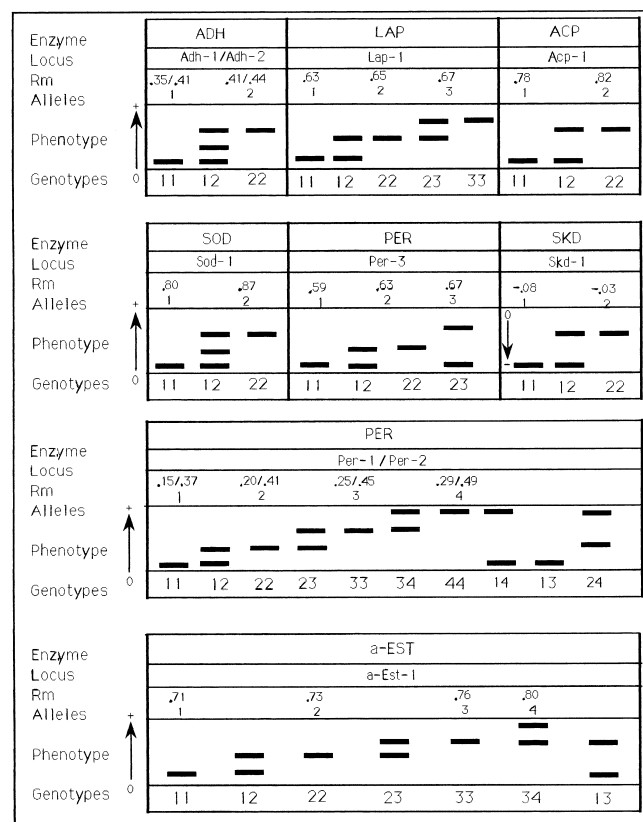 Enzyme ADH LAP ACP
Locus Adh-1/Adh-2 Lap-1 Acp-1
Rm .35/.41 .41/.44 .63 .65 .67 .78 .82
Alleles 1 2 1 2 3 1 2
+
Phenotype
Genotypes 0 11 12 22 11 12 22 23 33 11 12 22
Enzyme SOD PER SKD
Locus Sod-1 Per-3 Skd-1
Rm .80 .87 .59 .63 .67 -.08 -.03
Alleles 1 2 1 2 3 1 2
+ 0
Phenotype
-
Genotypes 0 11 12 22 11 12 22 23 11 12 22
Enzyme PER
Locus Per-1/Per-2
Rm .15/.37 .20/.41 .25/.45 .29/.49
Alleles 1 2 3 4
+
Phenotype
0
Genotypes 11 12 22 23 33 34 44 14 13 24
Enzyme a-EST
Locus a-Est-1
Rm .71 .73 .76 .80
Alleles 1 2 3 4
+
Phenotype
0
Genotypes 11 12 22 23 33 34 13